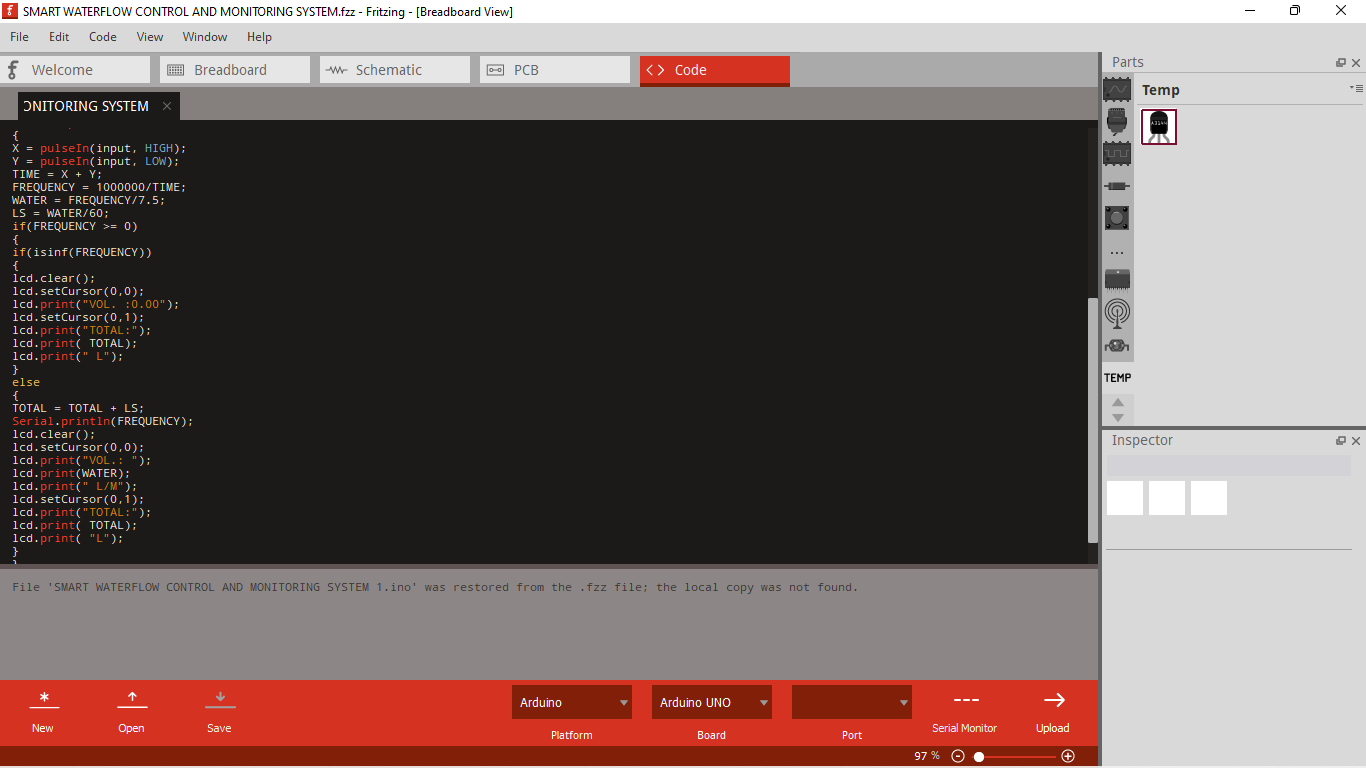 SMART WATERFLOW CONTROL AND MONITORING SYSTEM.fzz - Fritzing - [Breadboard View]
File Edit Code View Window Help
Welcome Breadboard Schematic PCB <> Code
ONITORING SYSTEM ×
{
X = pulseIn(input, HIGH);
Y = pulseIn(input, LOW);
TIME = X + Y;
FREQUENCY = 1000000/TIME;
WATER = FREQUENCY/7.5;
LS = WATER/60;
if(FREQUENCY >= 0)
{
if(isinf(FREQUENCY))
{
lcd.clear();
lcd.setCursor(0,0);
lcd.print("VOL. :0.00");
lcd.setCursor(0,1);
lcd.print("TOTAL:");
lcd.print( TOTAL);
lcd.print(" L");
}
else
{
TOTAL = TOTAL + LS;
Serial.println(FREQUENCY);
lcd.clear();
lcd.setCursor(0,0);
lcd.print("VOL.: ");
lcd.print(WATER);
lcd.print(" L/M");
lcd.setCursor(0,1);
lcd.print("TOTAL:");
lcd.print( TOTAL);
lcd.print( "L");
}
File 'SMART WATERFLOW CONTROL AND MONITORING SYSTEM 1.ino' was restored from the .fzz file; the local copy was not found.
New
Open
Save
Arduino
Platform
Arduino UNO
Board
Port
Serial Monitor
Upload
97 %
Parts
Temp
...
TEMP
Inspector